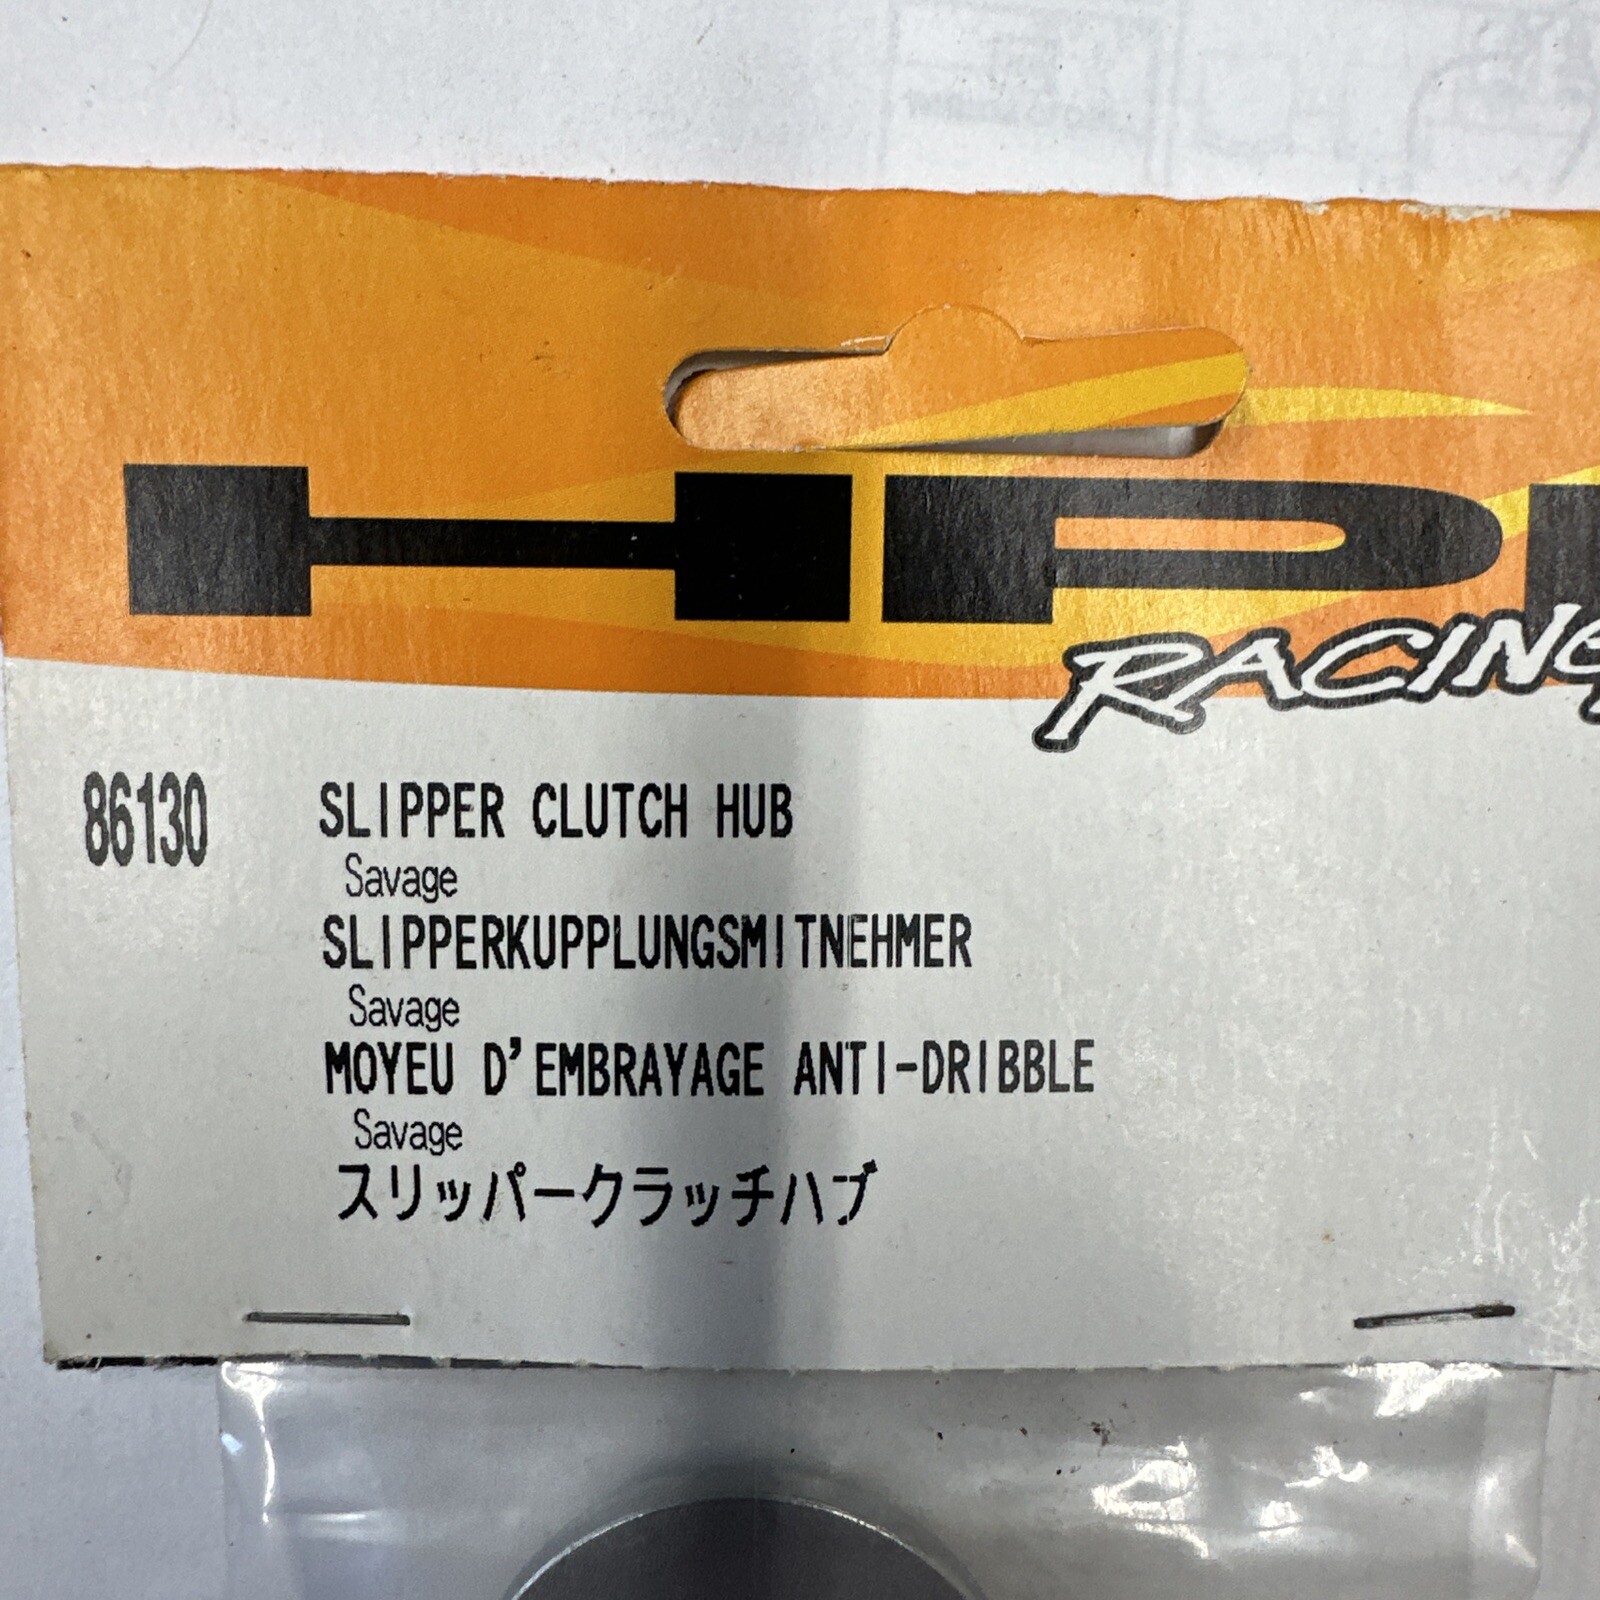 HPI
RACING
86130
SLIPPER CLUTCH HUB
Savage
SLIPPERKUPPLUNGSMITNEHMER
Savage
MOYEU D'EMBRAYAGE ANTI-DRIBBLE
Savage
スリッパークラッチハブ